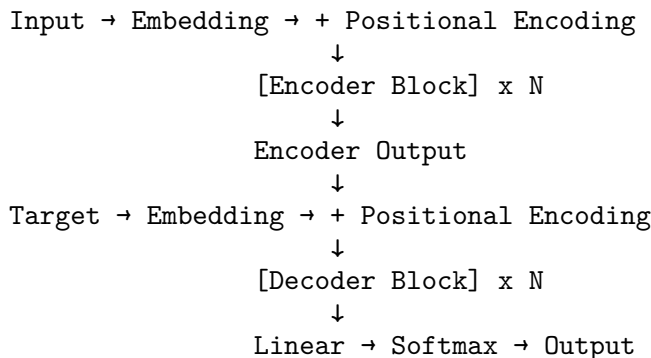 Input → Embedding → + Positional Encoding
↓
[Encoder Block] x N
↓
Encoder Output
↓
Target → Embedding → + Positional Encoding
↓
[Decoder Block] x N
↓
Linear → Softmax → Output